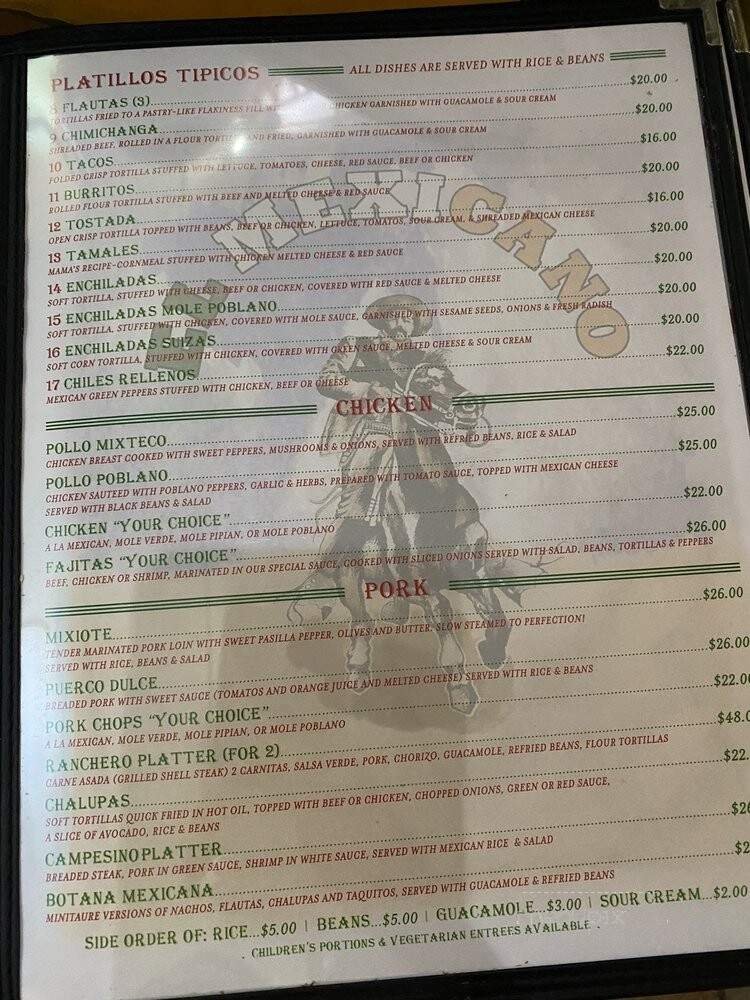 PLATILLOS TIPICOS ALL DISHES ARE SERVED WITH RICE & BEANS
8 FLAUTAS (3)...$20.00
TORTILLAS FRIED TO A PASTRY-LIKE FLAKINESS FILL CHICKEN GARNISHED WITH GUACAMOLE & SOUR CREAM
9 CHIMICHANGA...$20.00
SHREADED BEEF, ROLLED IN A FLOUR TORTILLA AND FRIED, GARNISHED WITH GUACAMOLE & SOUR CREAM
10 TACOS...$16.00
FOLDED CRISP TORTILLA STUFFED WITH LETTUCE, TOMATOES, CHEESE, RED SAUCE, BEEF OR CHICKEN
11 BURRITOS...$20.00
ROLLED FLOUR TORTILLA STUFFED WITH BEEF AND MELTED CHEESE & RED SAUCE
12 TOSTADA...$16.00
OPEN CRISP TORTILLA TOPPED WITH BEANS, BEEF OR CHICKEN, LETTUCE, TOMATOS, SOUR CREAM, & SHREADED MEXICAN CHEESE
13 TAMALES...$20.00
MAMA'S RECIPE-CORNMEAL STUFFED WITH CHICKEN MELTED CHEESE & RED SAUCE
14 ENCHILADAS...$20.00
SOFT TORTILLA, STUFFED WITH CHEESE, BEEF OR CHICKEN, COVERED WITH RED SAUCE & MELTED CHEESE
15 ENCHILADAS MOLE POBLANO...$20.00
SOFT TORTILLA, STUFFED WITH CHICKEN, COVERED WITH MOLE SAUCE, GARNISHED WITH SESAME SEEDS, ONIONS & FRESH RADISH
16 ENCHILADAS SUIZAS...$20.00
SOFT CORN TORTILLA, STUFFED WITH CHICKEN, COVERED WITH GREEN SAUCE, MELTED CHEESE & SOUR CREAM
17 CHILES RELLENOS...$22.00
MEXICAN GREEN PEPPERS STUFFED WITH CHICKEN, BEEF OR CHEESE
MEXICANO
CHICKEN
POLLO MIXTECO...$25.00
CHICKEN BREAST COOKED WITH SWEET PEPPERS, MUSHROOMS & ONIONS, SERVED WITH REFRIED BEANS, RICE & SALAD
POLLO POBLANO...$25.00
CHICKEN SAUTEED WITH POBLANO PEPPERS, GARLIC & HERBS, PREPARED WITH TOMATO SAUCE, TOPPED WITH MEXICAN CHEESE
SERVED WITH BLACK BEANS & SALAD
CHICKEN "YOUR CHOICE"...$22.00
A LA MEXICAN, MOLE VERDE, MOLE PIPIAN, OR MOLE POBLANO
FAJITAS "YOUR CHOICE"...$26.00
BEEF, CHICKEN OR SHRIMP, MARINATED IN OUR SPECIAL SAUCE, COOKED WITH SLICED ONIONS SERVED WITH SALAD, BEANS, TORTILLAS & PEPPERS
PORK
MIXIOTE...$26.00
TENDER MARINATED PORK LOIN WITH SWEET PASILLA PEPPER, OLIVES AND BUTTER. SLOW STEAMED TO PERFECTION!
SERVED WITH RICE, BEANS & SALAD
PUERCO DULCE...$26.00
BREADED PORK WITH SWEET SAUCE (TOMATOS AND ORANGE JUICE AND MELTED CHEESE) SERVED WITH RICE & BEANS
PORK CHOPS "YOUR CHOICE"...$22.00
A LA MEXICAN, MOLE VERDE, MOLE PIPIAN, OR MOLE POBLANO
RANCHERO PLATTER (FOR 2)...$48.0
CARNE ASADA (GRILLED SHELL STEAK) 2 CARNITAS, SALSA VERDE, PORK, CHORIZO, GUACAMOLE, REFRIED BEANS, FLOUR TORTILLAS
CHALUPAS...$22.
SOFT TORTILLAS QUICK FRIED IN HOT OIL, TOPPED WITH BEEF OR CHICKEN, CHOPPED ONIONS, GREEN OR RED SAUCE,
A SLICE OF AVOCADO, RICE & BEANS
CAMPESINO PLATTER...$26
BREADED STEAK, PORK IN GREEN SAUCE, SHRIMP IN WHITE SAUCE, SERVED WITH MEXICAN RICE & SALAD
BOTANA MEXICANA...$2
MINITAURE VERSIONS OF NACHOS, FLAUTAS, CHALUPAS AND TAQUITOS, SERVED WITH GUACAMOLE & REFRIED BEANS
SIDE ORDER OF: RICE...$5.00 | BEANS...$5.00 | GUACAMOLE...$3.00 | SOUR CREAM...$2.00
. CHILDREN'S PORTIONS & VEGETARIAN ENTREES AVAILABLE .